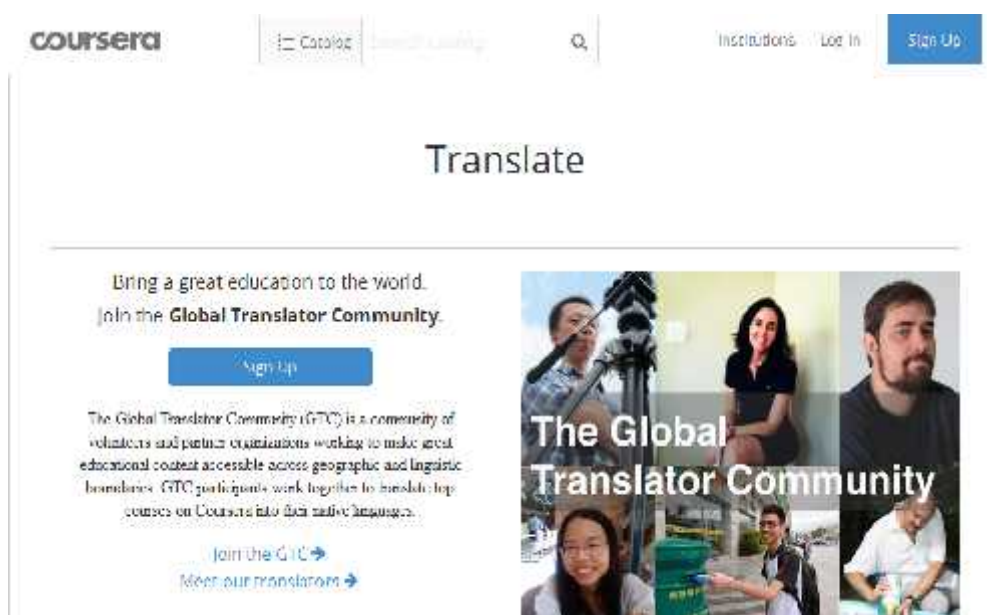 coursera
Catalog
Institutions Log In Sign Up
Translate
Bring a great education to the world.
Join the Global Translator Community.
Sign Up
The Global Translator Community (GTC) is a community of
volunteers and partner organizations working to make great
educational content accessible across geographic and linguistic
boundaries. GTC participants work together to translate top
courses on Coursera into their native languages.
Join the GTC →
Meet our translators →
The Global
Translator Community